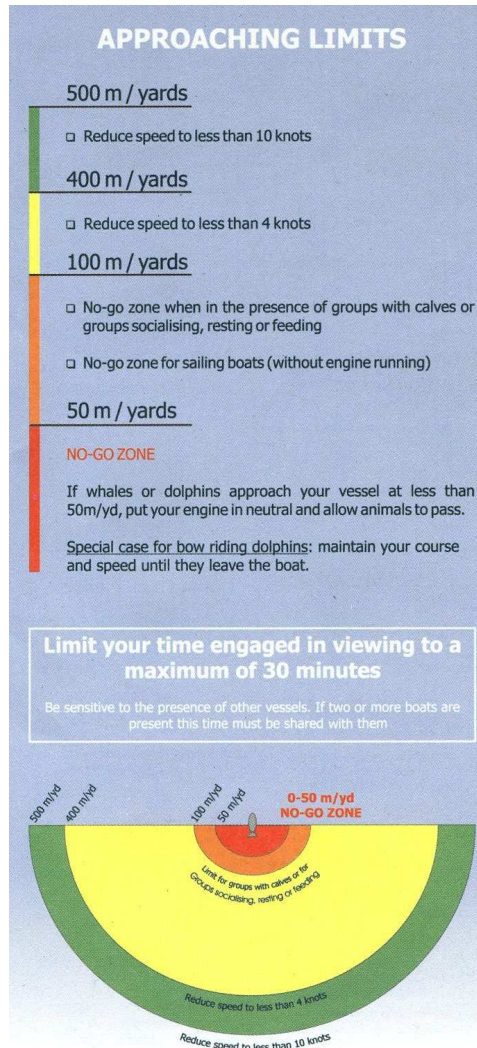 APPROACHING LIMITS
500 m / yards
❑ Reduce speed to less than 10 knots
400 m / yards
❑ Reduce speed to less than 4 knots
100 m / yards
❑ No-go zone when in the presence of groups with calves or
groups socialising, resting or feeding
❑ No-go zone for sailing boats (without engine running)
50 m / yards
NO-GO ZONE
If whales or dolphins approach your vessel at less than
50m/yd, put your engine in neutral and allow animals to pass.
Special case for bow riding dolphins: maintain your course
and speed until they leave the boat.
Limit your time engaged in viewing to a
maximum of 30 minutes
Be sensitive to the presence of other vessels. If two or more boats are
present this time must be shared with them
500 m/yd
400 m/yd
100 m/yd
50 m/yd
0-50 m/yd
NO-GO ZONE
Limit for groups with calves or for
Groups socialising, resting or feeding
Reduce speed to less than 4 knots
Reduce speed to less than 10 knots